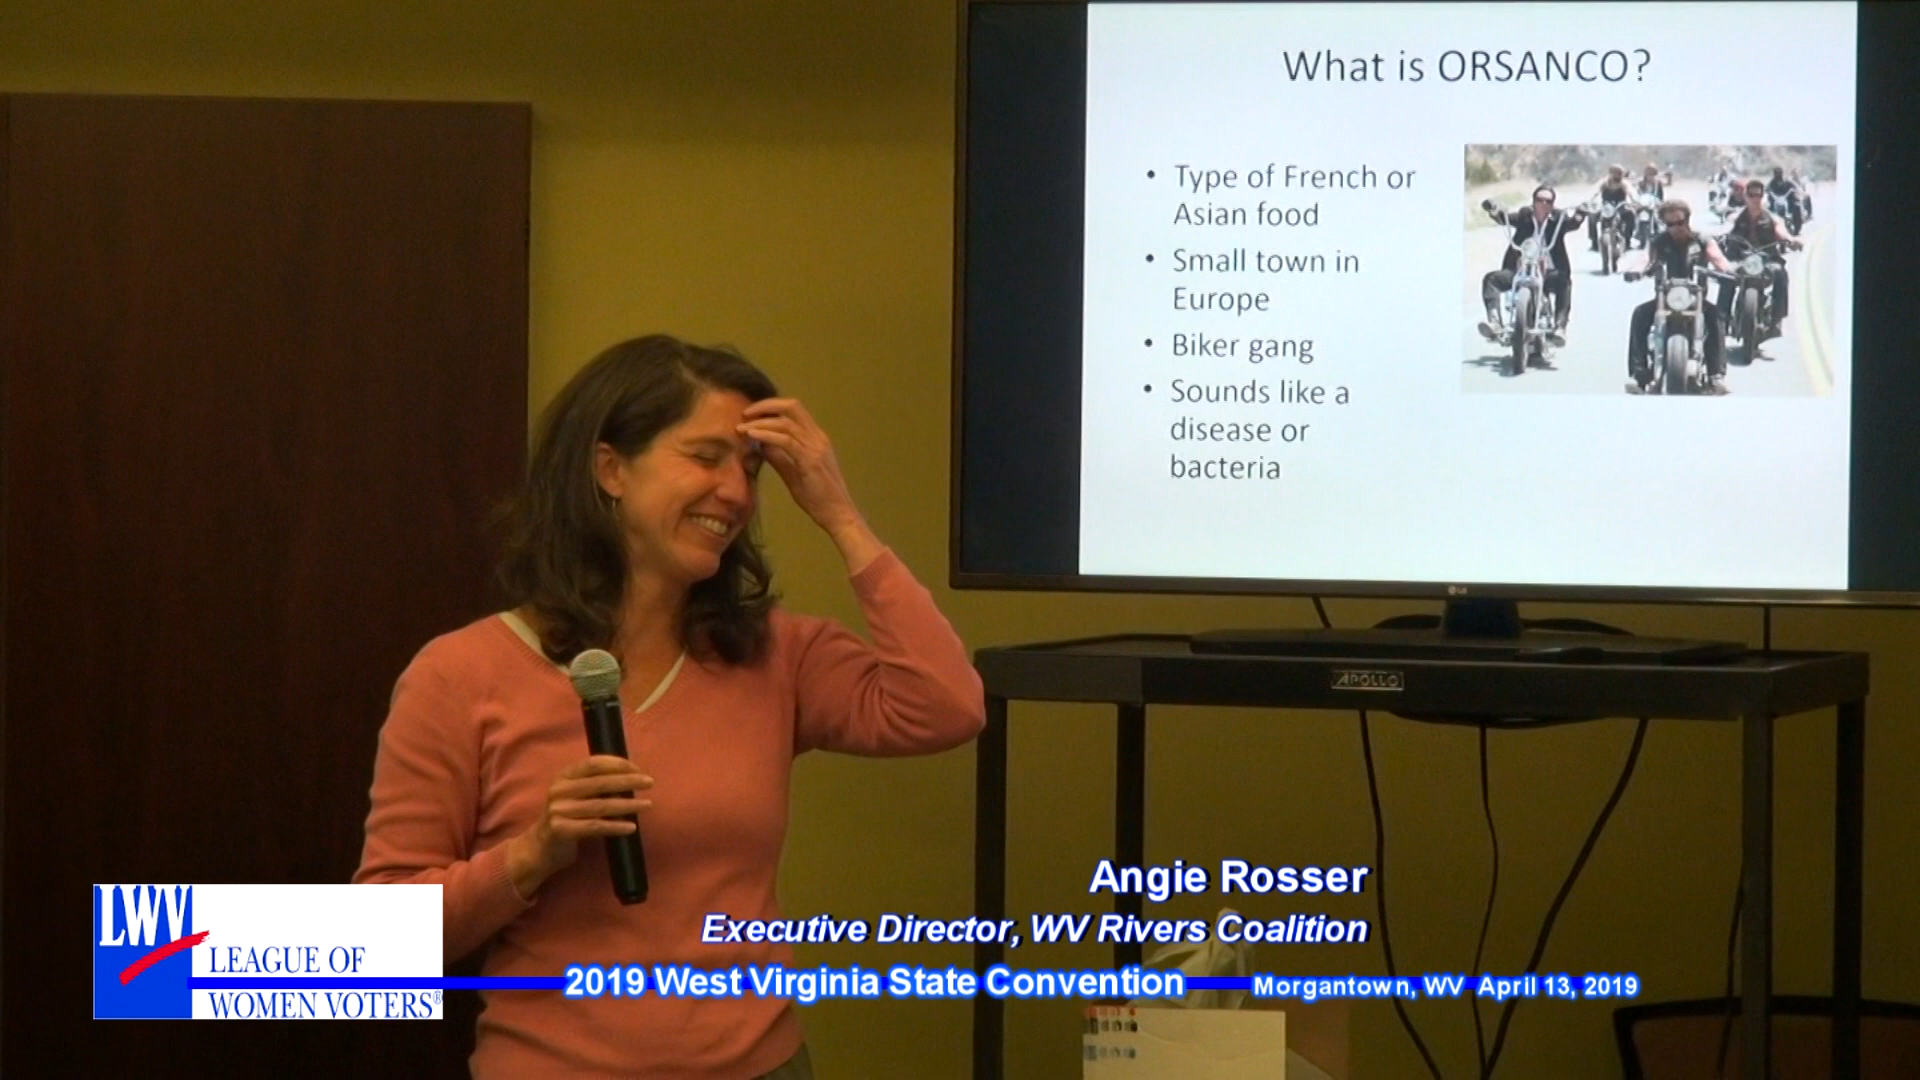 What is ORSANCO?
• Type of French or
Asian food
• Small town in
Europe
• Biker gang
• Sounds like a
disease or
bacteria
LG
APOLLO
Angie Rosser
Executive Director, WV Rivers Coalition
LWV
LEAGUE OF
WOMEN VOTERS®
2019 West Virginia State Convention
Morgantown, WV April 13, 2019